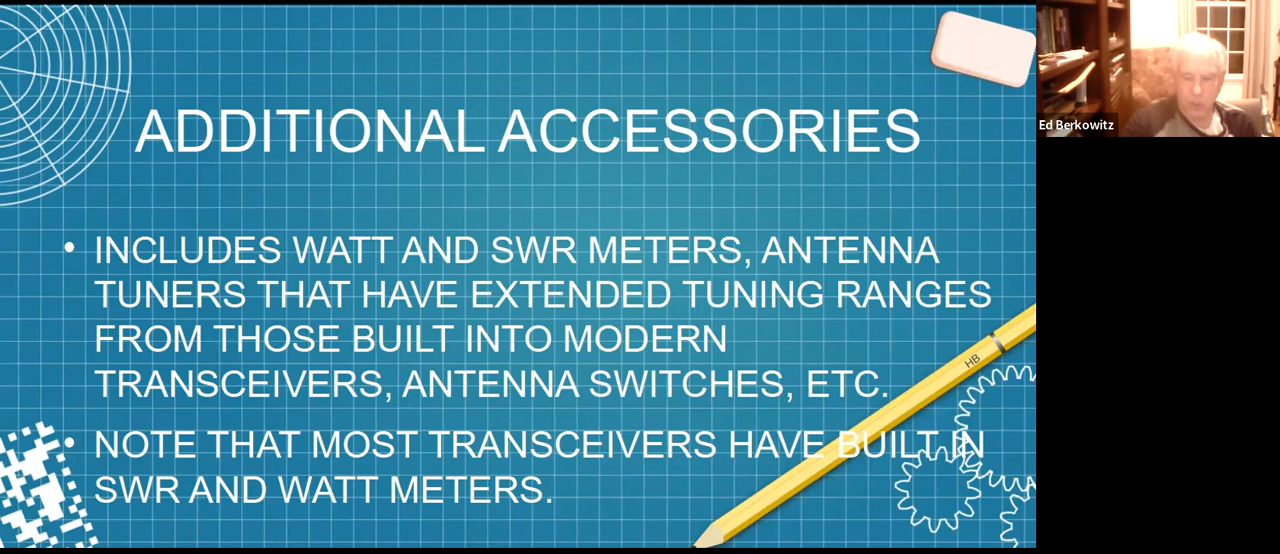 ADDITIONAL ACCESSORIES
• INCLUDES WATT AND SWR METERS, ANTENNA
TUNERS THAT HAVE EXTENDED TUNING RANGES
FROM THOSE BUILT INTO MODERN
TRANSCEIVERS, ANTENNA SWITCHES, ETC.
HB
• NOTE THAT MOST TRANSCEIVERS HAVE BUILT IN
SWR AND WATT METERS.
Ed Berkowitz